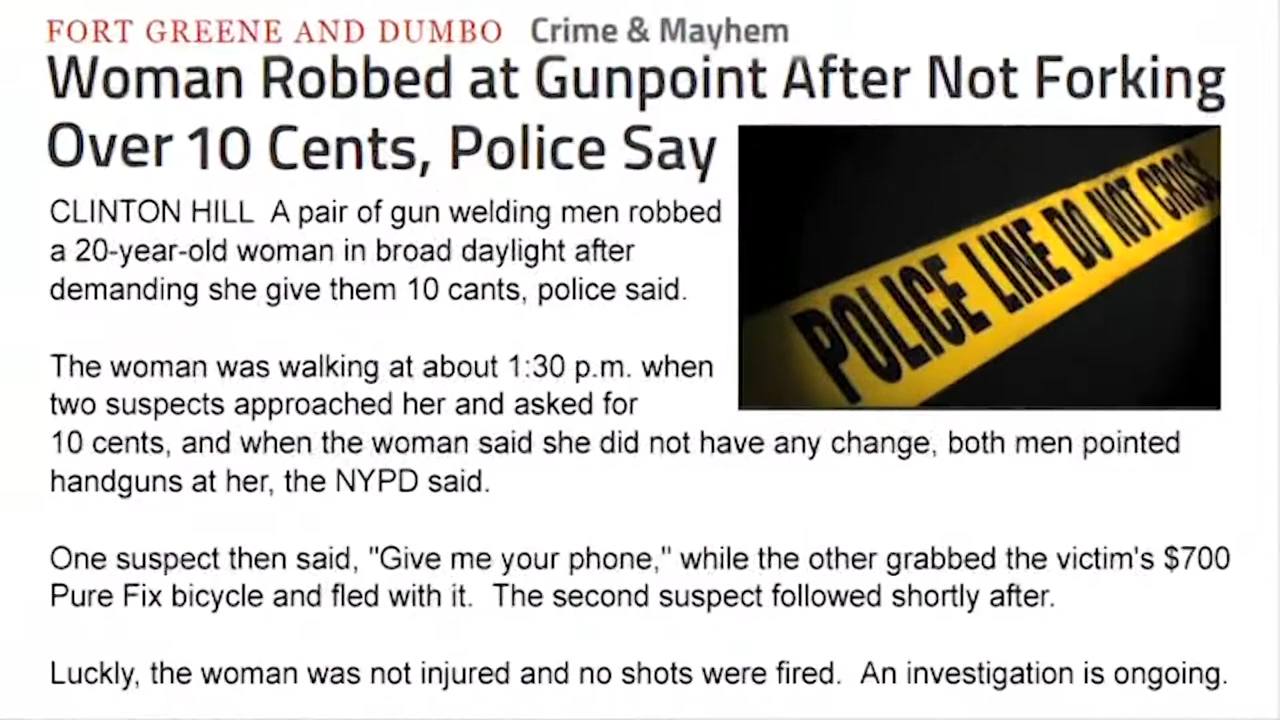 FORT GREENE AND DUMBO Crime & Mayhem
Woman Robbed at Gunpoint After Not Forking
Over 10 Cents, Police Say
POLICE LINE DO NOT CROSS
CLINTON HILL A pair of gun welding men robbed
a 20-year-old woman in broad daylight after
demanding she give them 10 cants, police said.
The woman was walking at about 1:30 p.m. when
two suspects approached her and asked for
10 cents, and when the woman said she did not have any change, both men pointed
handguns at her, the NYPD said.
One suspect then said, "Give me your phone," while the other grabbed the victim's $700
Pure Fix bicycle and fled with it. The second suspect followed shortly after.
Luckly, the woman was not injured and no shots were fired. An investigation is ongoing.